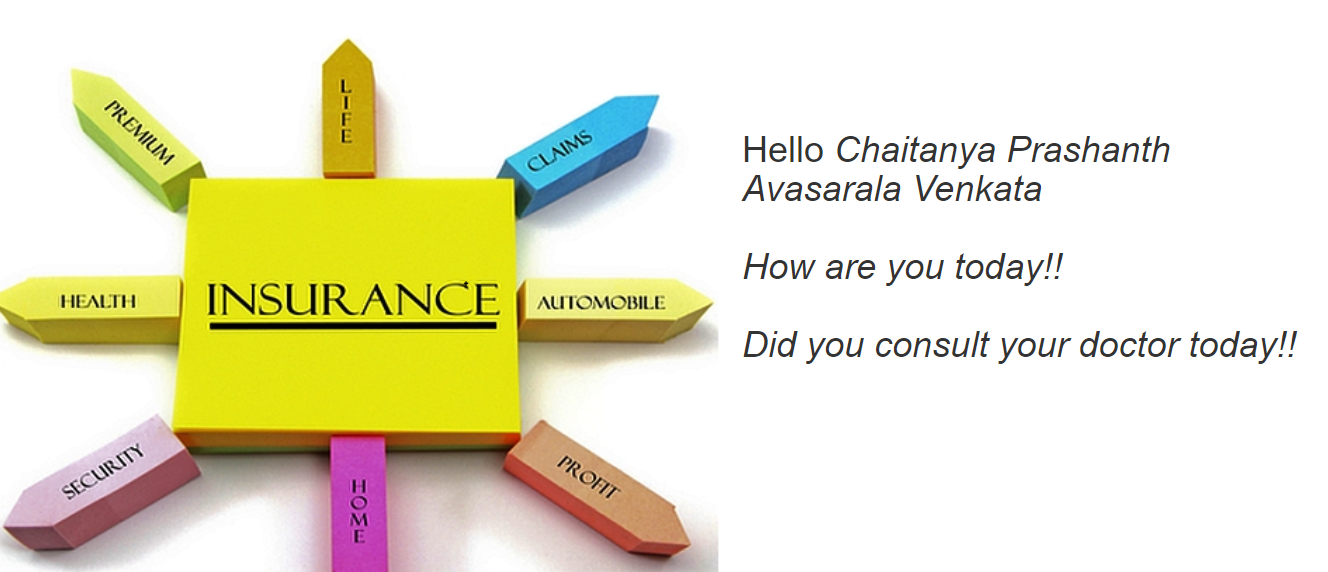 LIFE
PREMIUM
CLAIMS
HEALTH
INSURANCE
AUTOMOBILE
SECURITY
HOME
PROFIT
Hello Chaitanya Prashanth
Avasarala Venkata
How are you today!!
Did you consult your doctor today!!